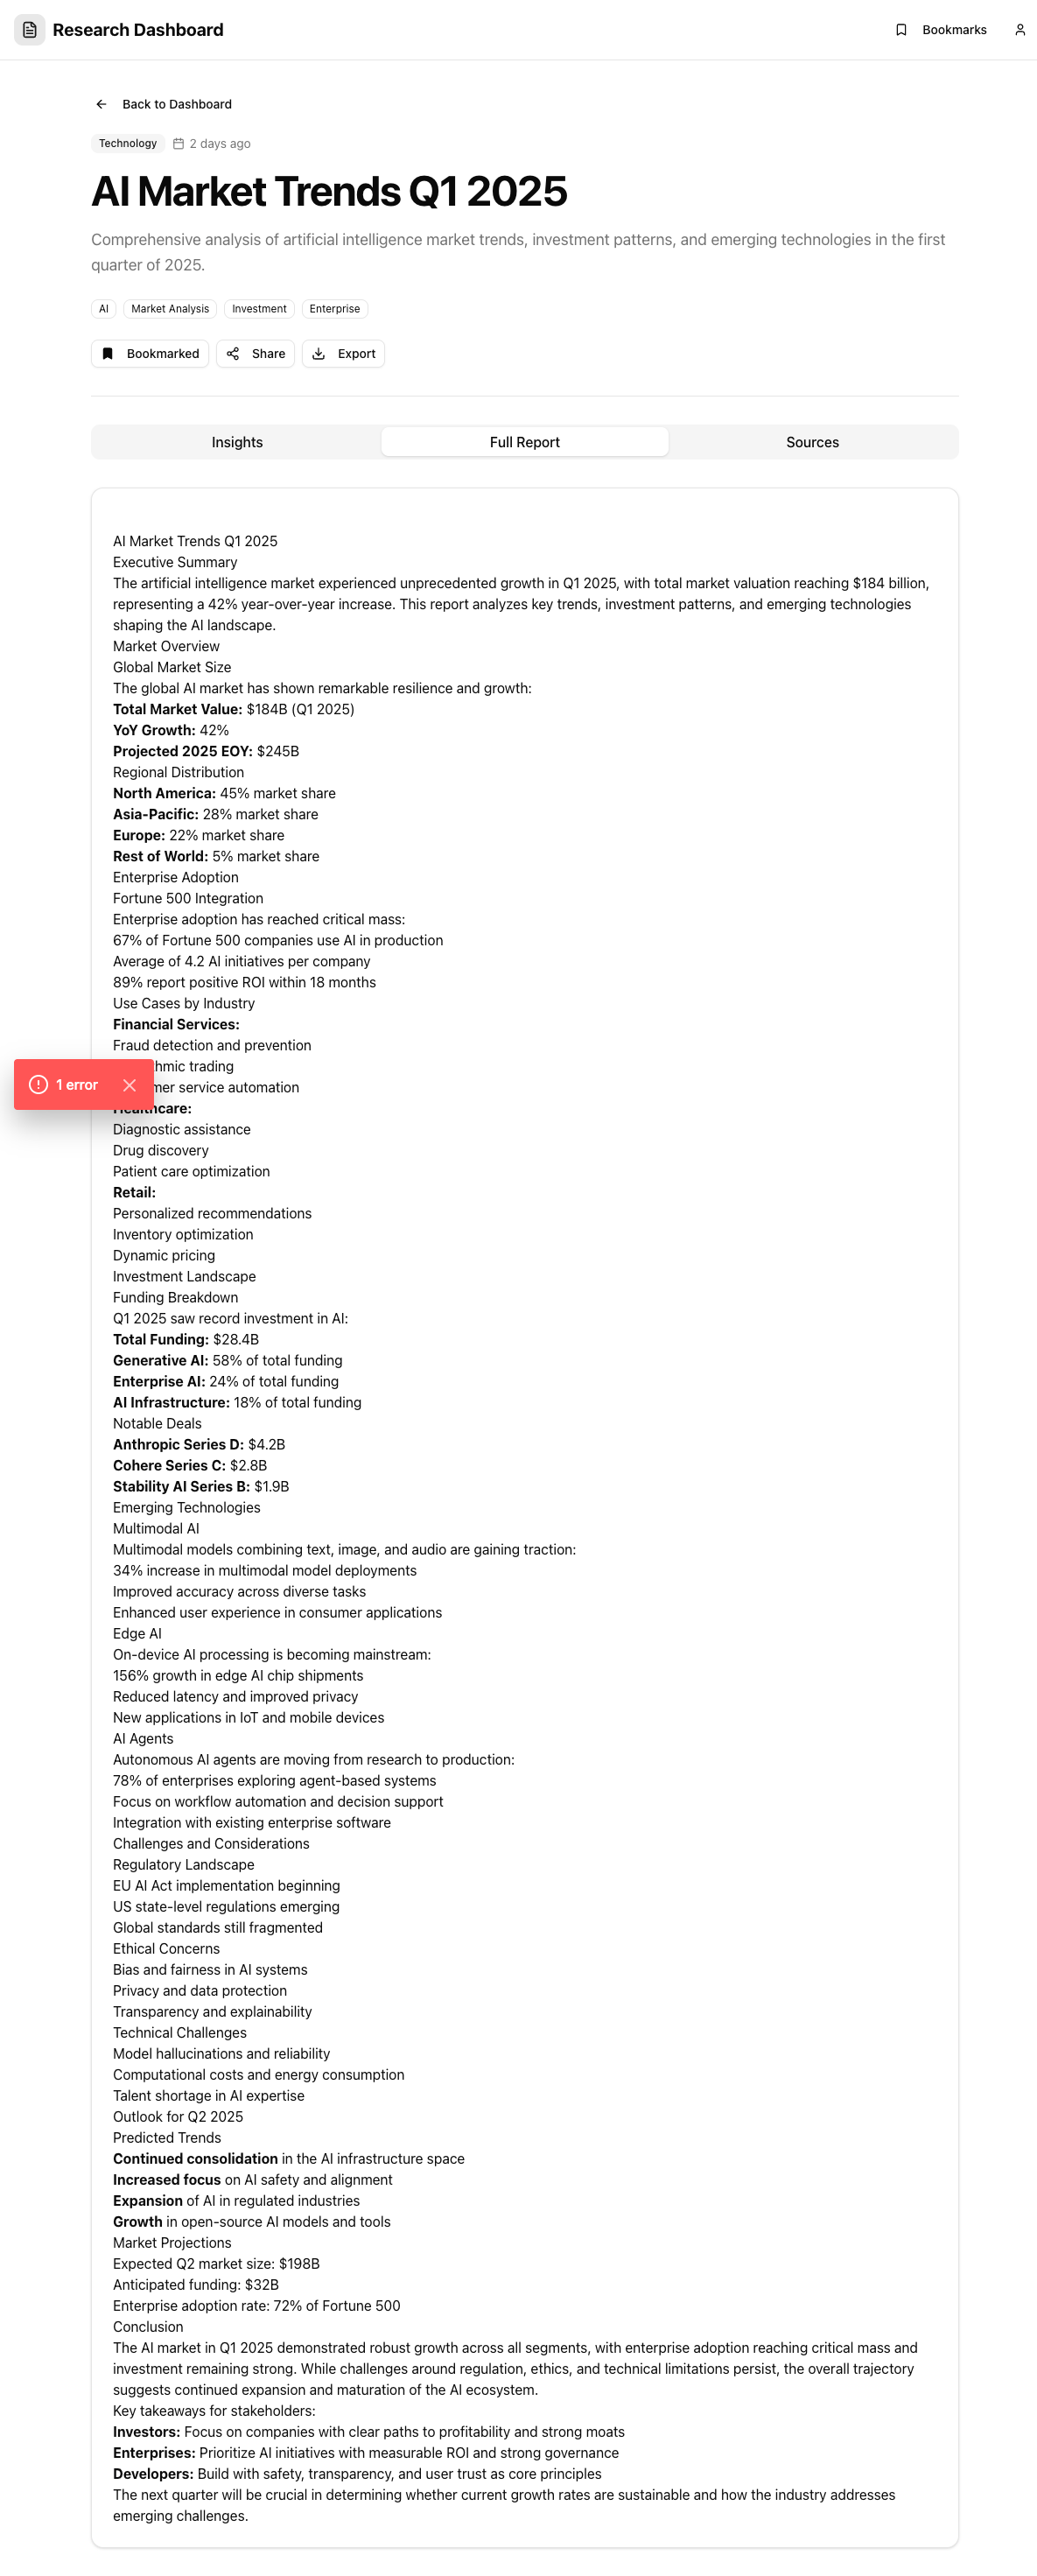 Research Dashboard
Bookmarks
Back to Dashboard
Technology
2 days ago
AI Market Trends Q1 2025
Comprehensive analysis of artificial intelligence market trends, investment patterns, and emerging technologies in the first
quarter of 2025.
AI
Market Analysis
Investment
Enterprise
Bookmarked
Share
Export
Insights
Full Report
Sources
AI Market Trends Q1 2025
Executive Summary
The artificial intelligence market experienced unprecedented growth in Q1 2025, with total market valuation reaching $184 billion,
representing a 42% year-over-year increase. This report analyzes key trends, investment patterns, and emerging technologies
shaping the AI landscape.
Market Overview
Global Market Size
The global AI market has shown remarkable resilience and growth:
Total Market Value: $184B (Q1 2025)
YoY Growth: 42%
Projected 2025 EOY: $245B
Regional Distribution
North America: 45% market share
Asia-Pacific: 28% market share
Europe: 22% market share
Rest of World: 5% market share
Enterprise Adoption
Fortune 500 Integration
Enterprise adoption has reached critical mass:
67% of Fortune 500 companies use AI in production
Average of 4.2 AI initiatives per company
89% report positive ROI within 18 months
Use Cases by Industry
Financial Services:
Fraud detection and prevention
trading
1 error
service automation
Healthcare:
Diagnostic assistance
Drug discovery
Patient care optimization
Retail:
Personalized recommendations
Inventory optimization
Dynamic pricing
Investment Landscape
Funding Breakdown
Q1 2025 saw record investment in AI:
Total Funding: $28.4B
Generative AI: 58% of total funding
Enterprise AI: 24% of total funding
AI Infrastructure: 18% of total funding
Notable Deals
Anthropic Series D: $4.2B
Cohere Series C: $2.8B
Stability AI Series B: $1.9B
Emerging Technologies
Multimodal AI
Multimodal models combining text, image, and audio are gaining traction:
34% increase in multimodal model deployments
Improved accuracy across diverse tasks
Enhanced user experience in consumer applications
Edge AI
On-device AI processing is becoming mainstream:
156% growth in edge AI chip shipments
Reduced latency and improved privacy
New applications in IoT and mobile devices
AI Agents
Autonomous AI agents are moving from research to production:
78% of enterprises exploring agent-based systems
Focus on workflow automation and decision support
Integration with existing enterprise software
Challenges and Considerations
Regulatory Landscape
EU AI Act implementation beginning
US state-level regulations emerging
Global standards still fragmented
Ethical Concerns
Bias and fairness in AI systems
Privacy and data protection
Transparency and explainability
Technical Challenges
Model hallucinations and reliability
Computational costs and energy consumption
Talent shortage in AI expertise
Outlook for Q2 2025
Predicted Trends
Continued consolidation in the AI infrastructure space
Increased focus on AI safety and alignment
Expansion of AI in regulated industries
Growth in open-source AI models and tools
Market Projections
Expected Q2 market size: $198B
Anticipated funding: $32B
Enterprise adoption rate: 72% of Fortune 500
Conclusion
The AI market in Q1 2025 demonstrated robust growth across all segments, with enterprise adoption reaching critical mass and
investment remaining strong. While challenges around regulation, ethics, and technical limitations persist, the overall trajectory
suggests continued expansion and maturation of the AI ecosystem.
Key takeaways for stakeholders:
Investors: Focus on companies with clear paths to profitability and strong moats
Enterprises: Prioritize AI initiatives with measurable ROI and strong governance
Developers: Build with safety, transparency, and user trust as core principles
The next quarter will be crucial in determining whether current growth rates are sustainable and how the industry addresses
emerging challenges.